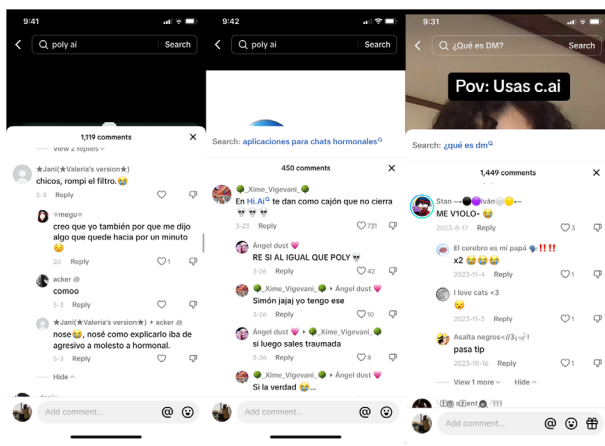 9:41
poly ai
Search
1,119 comments
View 2 replies
★Jani(★Valeria's version★)
chicos, rompi el filtro.😭
5-3 Reply
megu
creo que yo también porque me dijo
algo que quede hacia por un minuto
😥
2d Reply 1
acker
comoo
5-3 Reply
★Jani(★Valeria's version★) ▸ acker
nose😭, nosé como explicarlo iba de
agresivo a molesto a hormonal.
5-3 Reply
Hide
Add comment...
9:42
poly ai
Search
Search: aplicaciones para chats hormonales
450 comments
🌳_Xime_Vigevani_🌳
En Hi.Ai te dan como cajón que no cierra
💀💀💀
3-23 Reply 731
Ángel dust 💗
RE SI AL IGUAL QUE POLY💀
3-26 Reply 42
🌳_Xime_Vigevani_🌳 ▸ Ángel dust 💗
Simón jajaj yo tengo ese
3-26 Reply 10
Ángel dust 💗 ▸ 🌳_Xime_Vigevani_🌳
si luego sales traumada
3-26 Reply 8
🌳_Xime_Vigevani_🌳 ▸ Ángel dust 💗
Si la verdad 😭...
Add comment...
9:31
¿Qué es DM?
Search
Pov: Usas c.ai
Search: ¿qué es dm
1,449 comments
Stan
Iván
ME V1OLO- 😭
2023-8-17 Reply 3
El cerebro es mi papá 🗣‼‼
x2 😭😭😭
2023-11-4 Reply 1
I love cats <3
😥
2023-11-3 Reply 1
Asalta negros
pasa tip
2023-10-16 Reply 1
View 1 more Hide
Add comment...